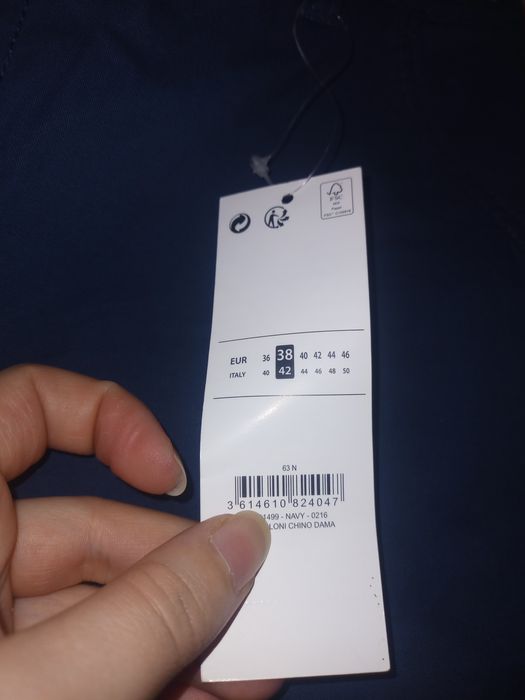 FSC
EUR 36 38 40 42 44 46
ITALY 40 42 44 46 48 50
63 N
3 614610 824047
1499 - NAVY - 0216
LONI CHINO DAMA